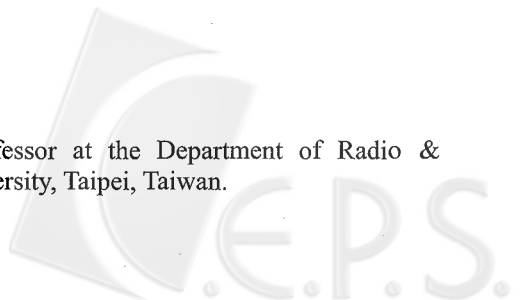 fessor at the Department of Radio &
ersity, Taipei, Taiwan.
C.E.P.S.